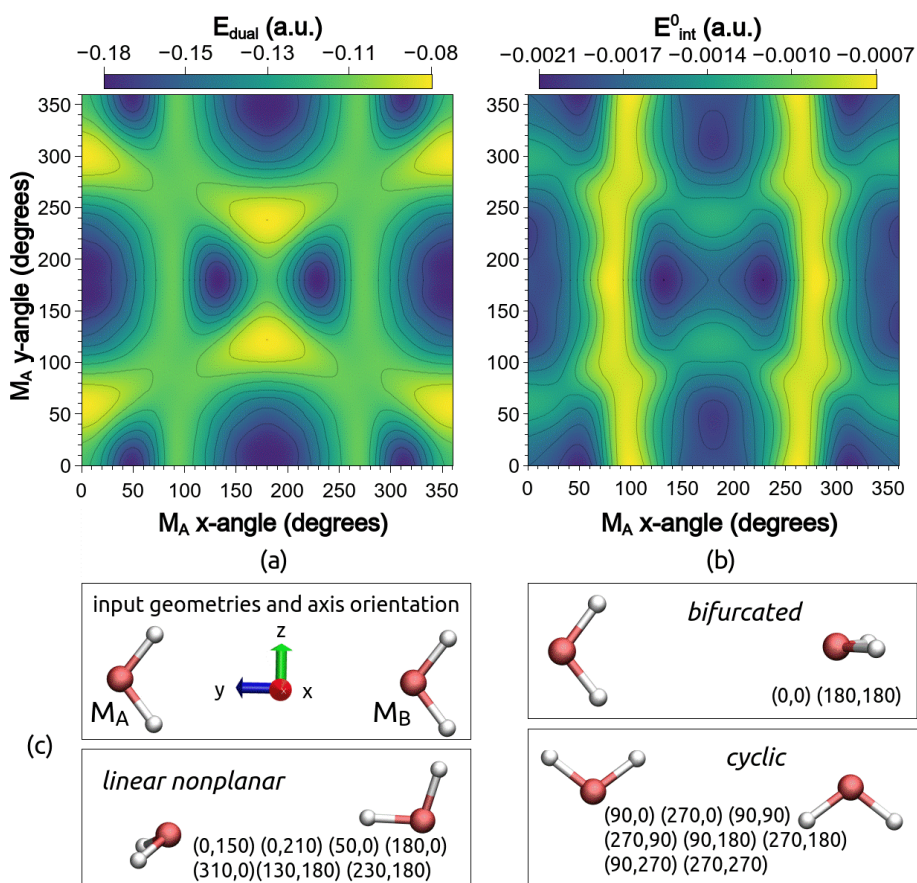 E_dual (a.u.)
−0.18 −0.15 −0.13 −0.11 −0.08
350
300
250
200
150
100
50
0
M_A y-angle (degrees)
0 50 100 150 200 250 300 350
M_A x-angle (degrees)
(a)
E^0_int (a.u.)
−0.0021 −0.0017 −0.0014 −0.0010 −0.0007
350
300
250
200
150
100
50
0
0 50 100 150 200 250 300 350
M_A x-angle (degrees)
(b)
(c)
input geometries and axis orientation
z
y x
M_A M_B
bifurcated
(0,0) (180,180)
linear nonplanar
(0,150) (0,210) (50,0) (180,0)
(310,0)(130,180) (230,180)
cyclic
(90,0) (270,0) (90,90)
(270,90) (90,180) (270,180)
(90,270) (270,270)